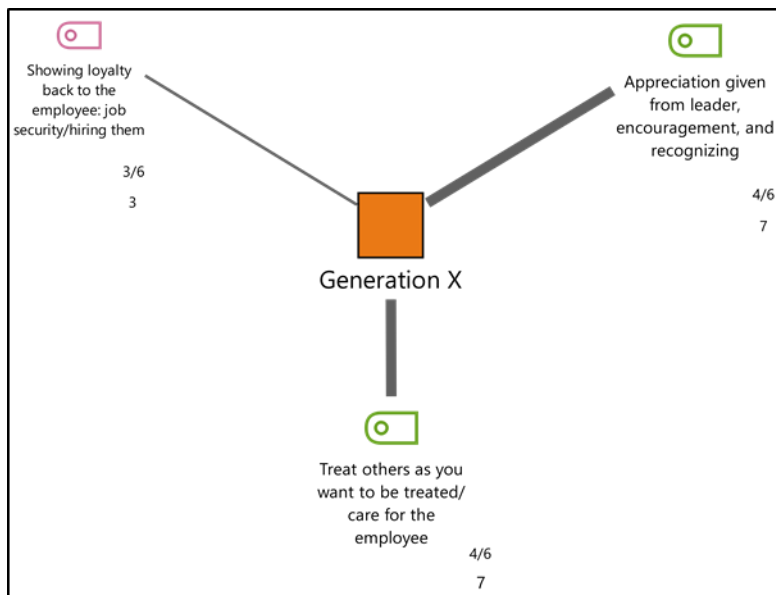 Showing loyalty
back to the
employee: job
security/hiring them
3/6
3
Appreciation given
from leader,
encouragement, and
recognizing
4/6
7
Generation X
Treat others as you
want to be treated/
care for the
employee
4/6
7